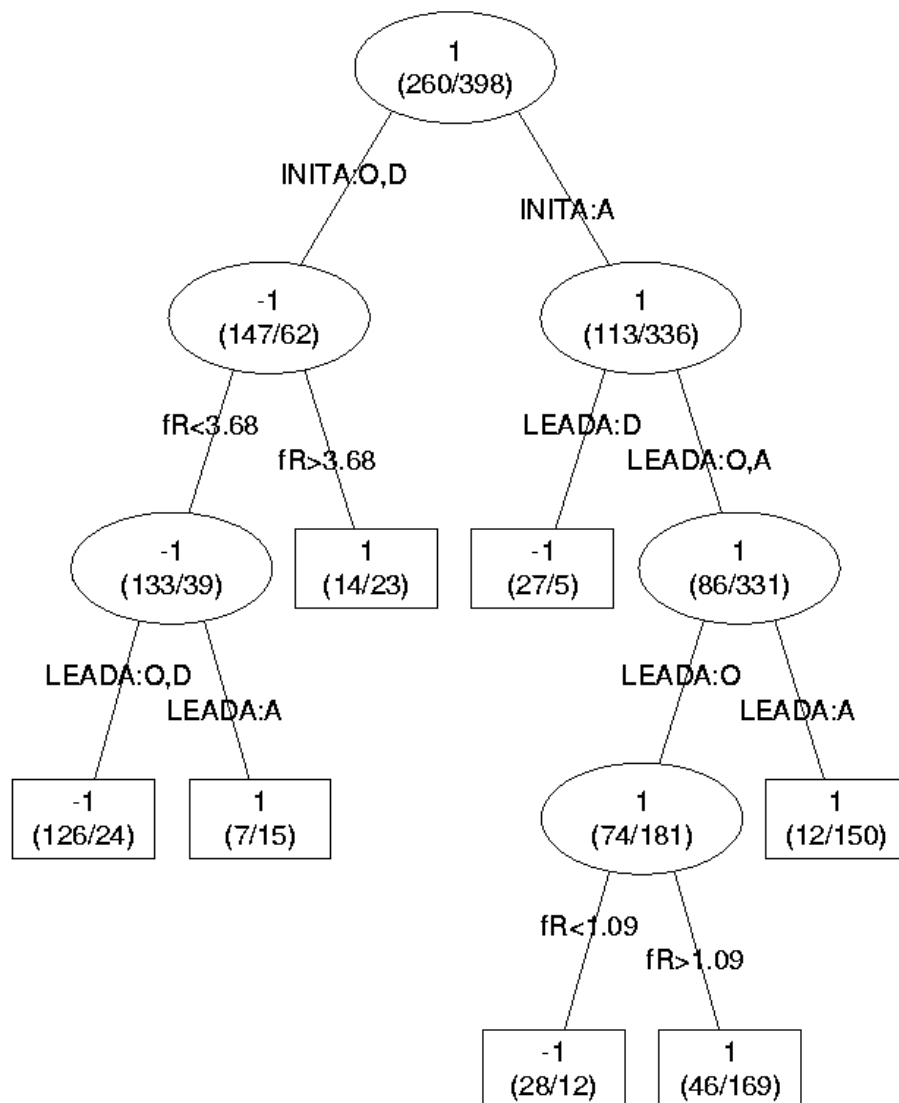 1
(260/398)
INITA:O,D
INITA:A
-1
(147/62)
1
(113/336)
fR<3.68
fR>3.68
LEADA:D
LEADA:O,A
-1
(133/39)
1
(14/23)
-1
(27/5)
1
(86/331)
LEADA:O,D
LEADA:A
LEADA:O
LEADA:A
-1
(126/24)
1
(7/15)
1
(74/181)
1
(12/150)
fR<1.09
fR>1.09
-1
(28/12)
1
(46/169)